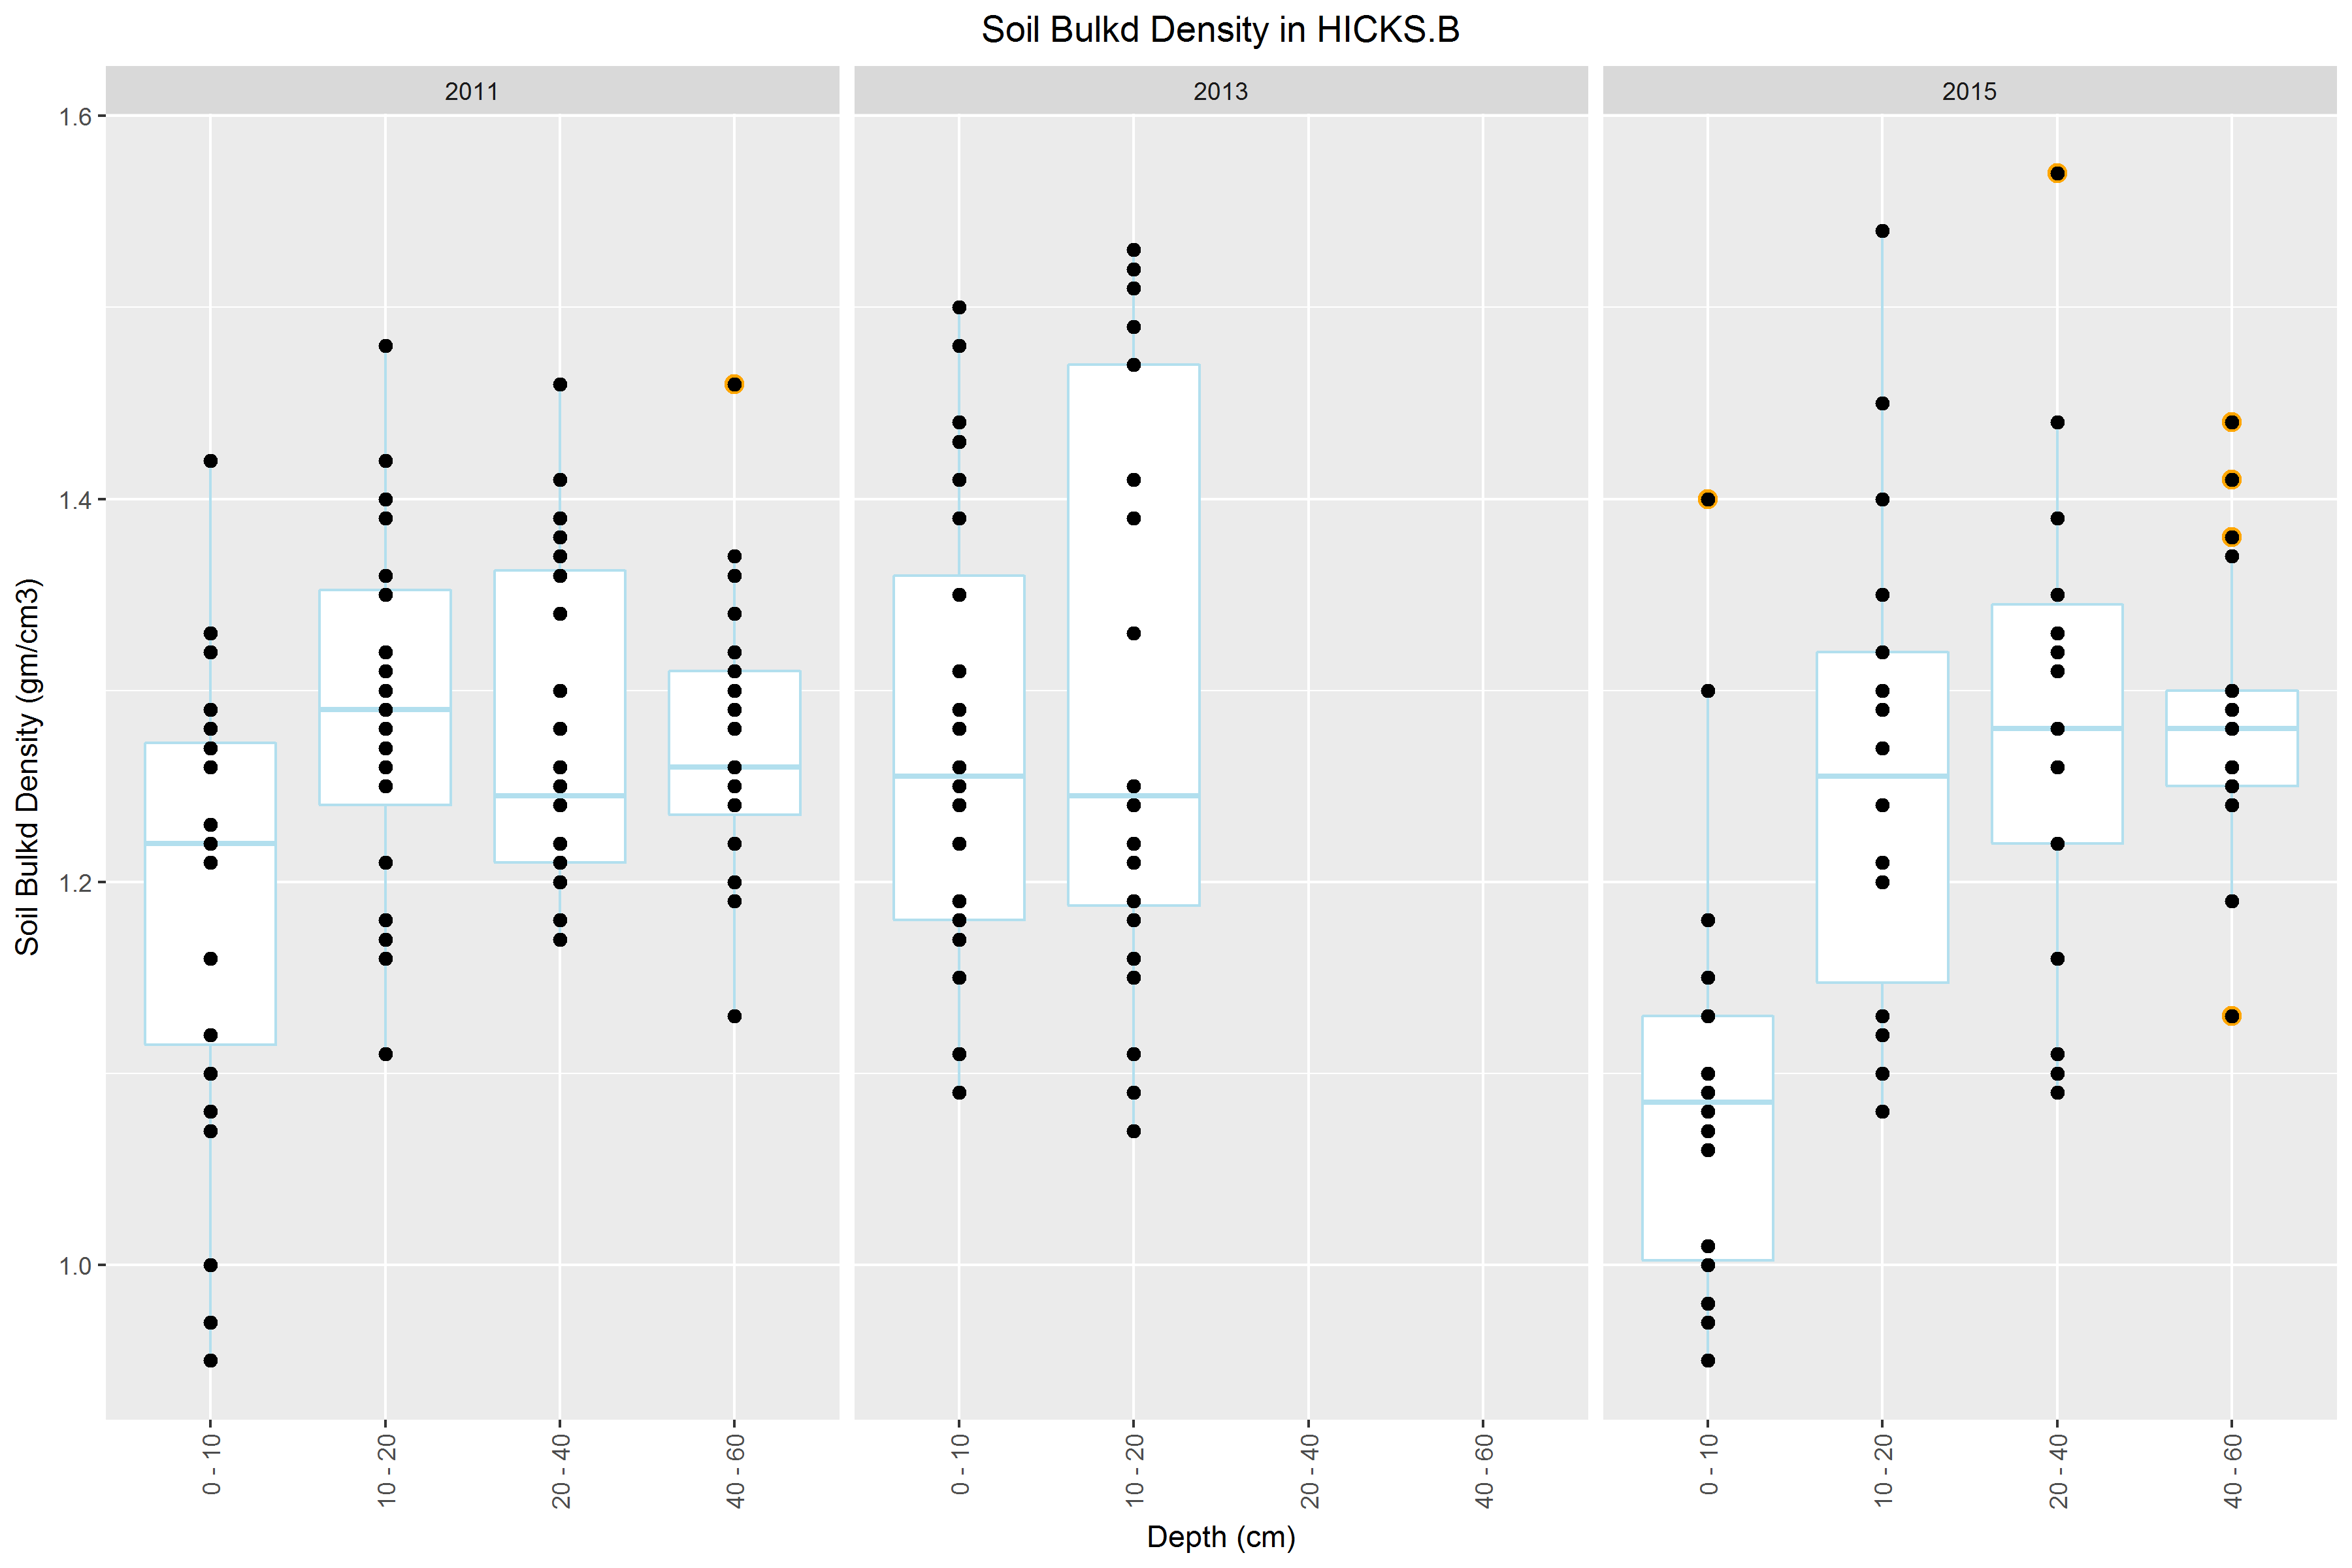 Soil Bulkd Density in HICKS.B
2011 2013 2015
Soil Bulkd Density (gm/cm3)
1.6
1.4
1.2
1.0
0 - 10 10 - 20 20 - 40 40 - 60 0 - 10 10 - 20 20 - 40 40 - 60 0 - 10 10 - 20 20 - 40 40 - 60
Depth (cm)